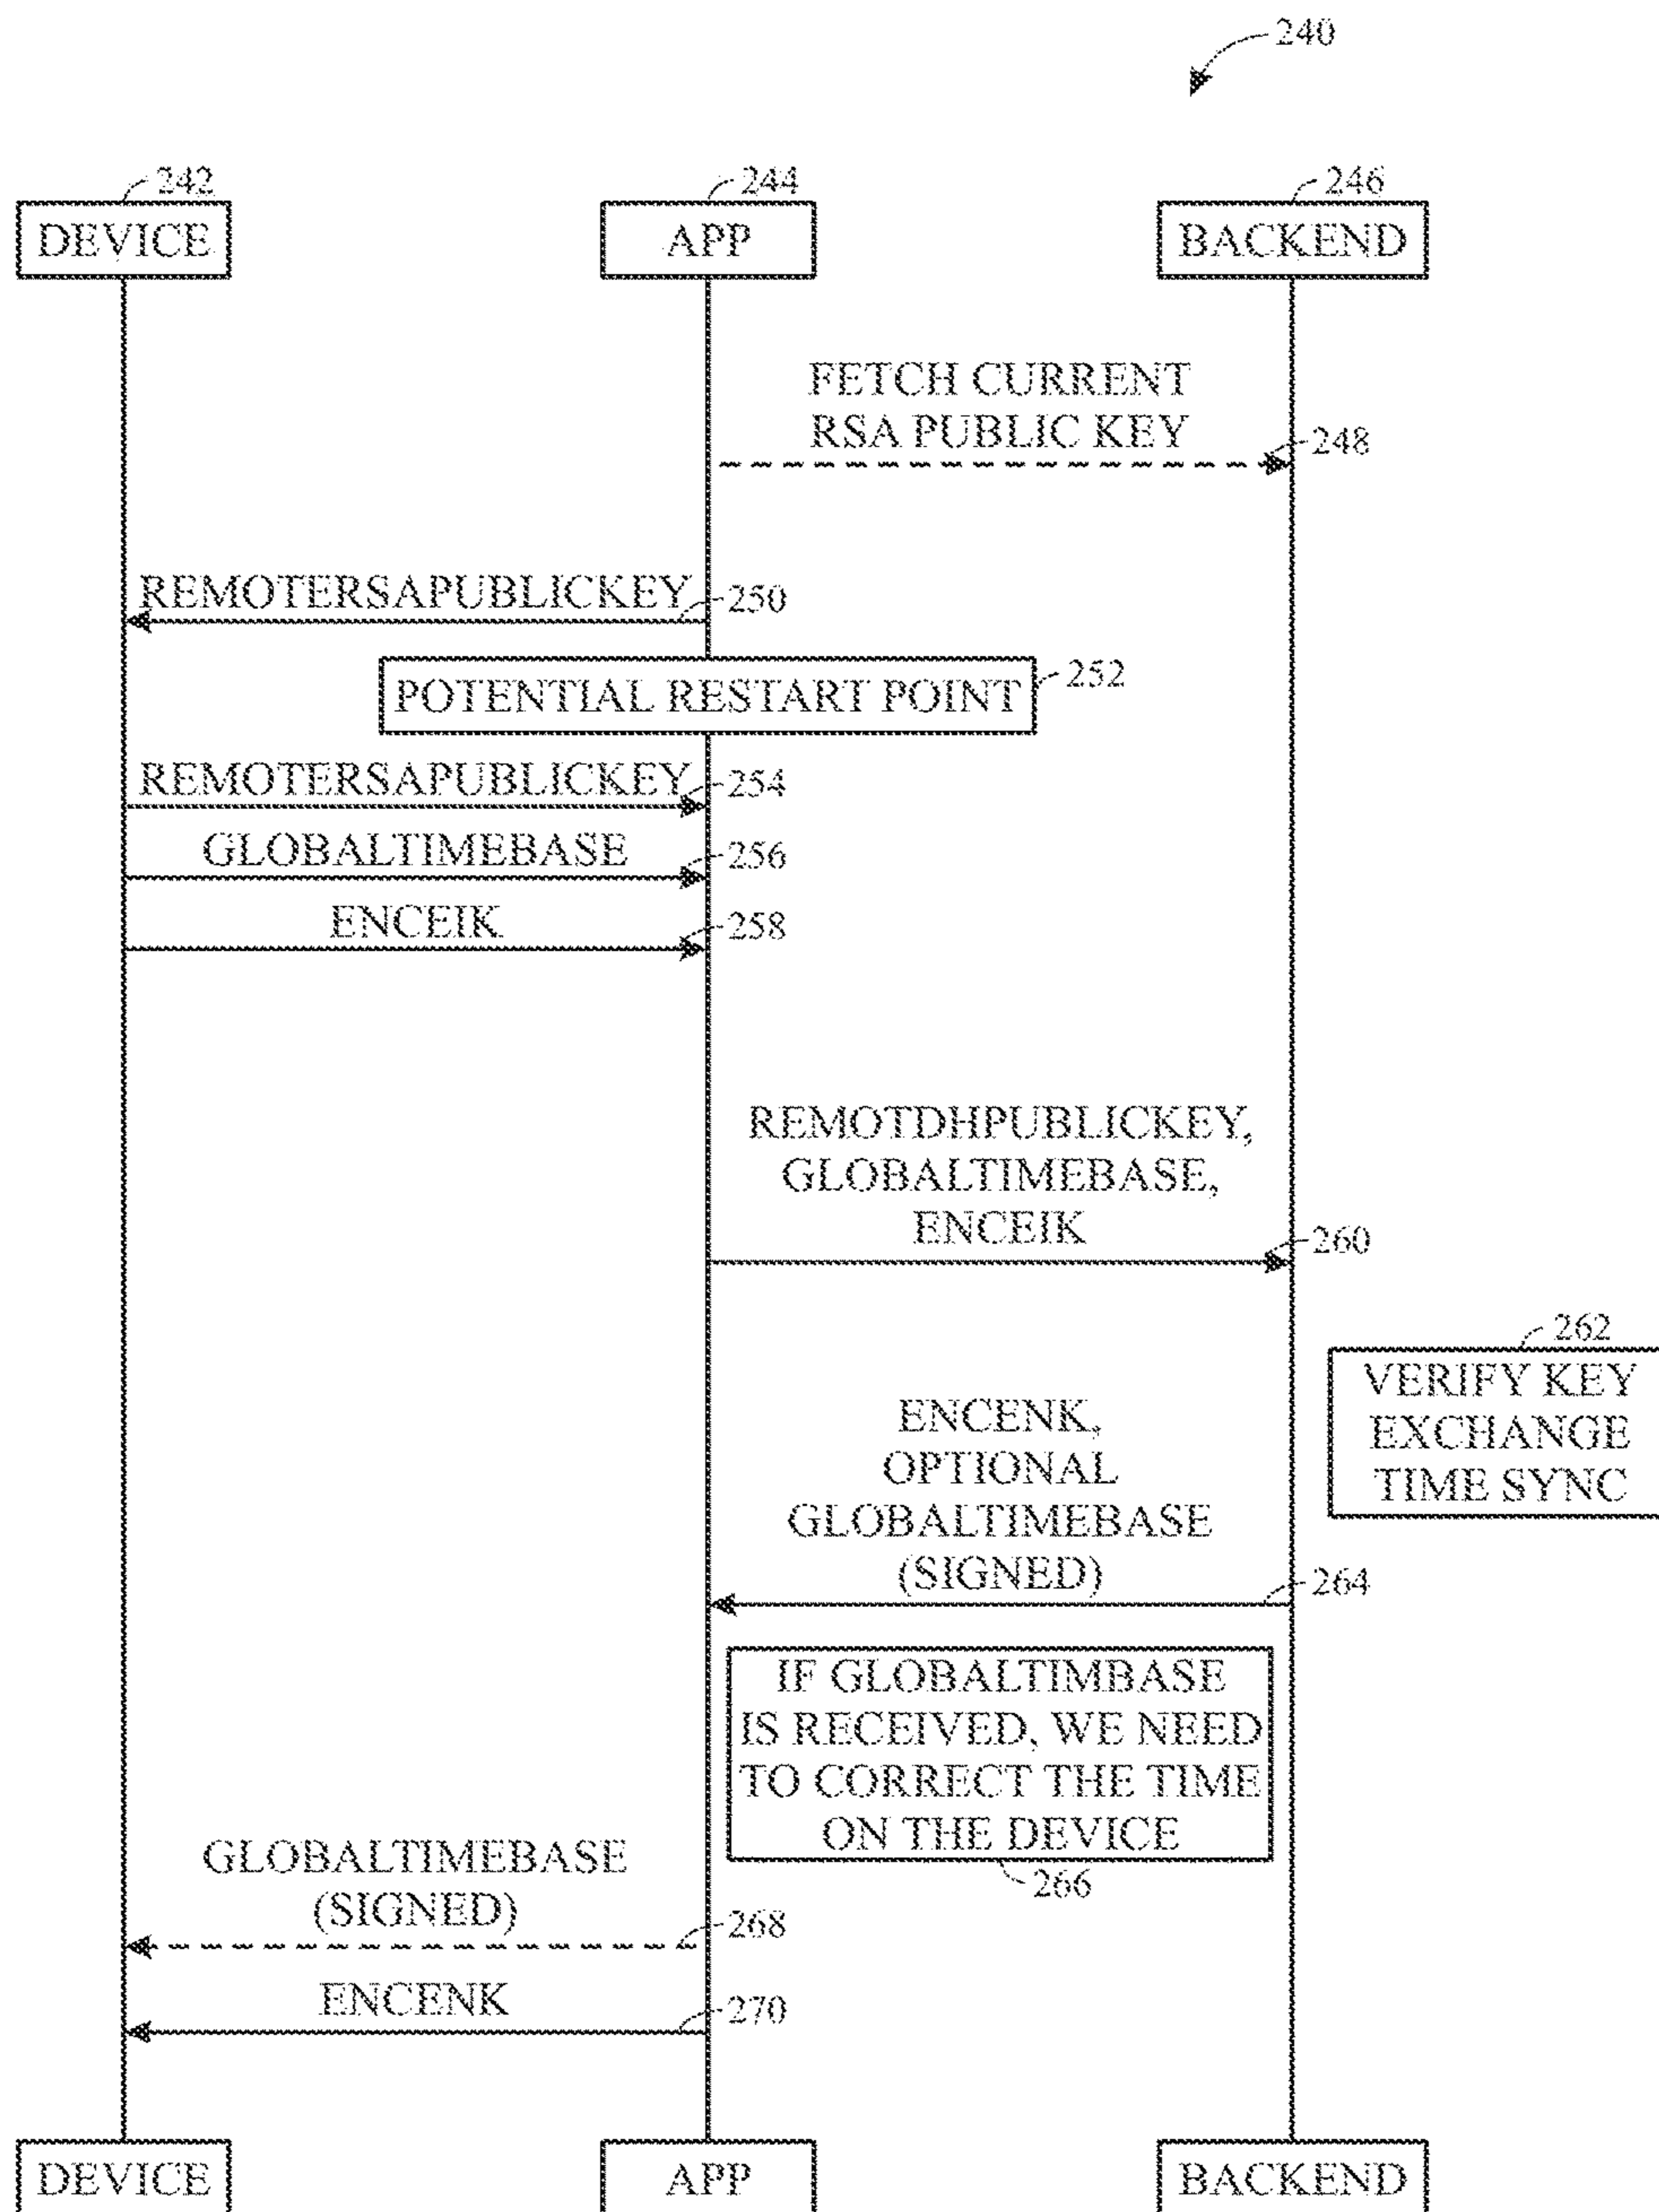 240
242
244
246
DEVICE
APP
BACKEND
FETCH CURRENT
RSA PUBLIC KEY
248
REMOTERSAPUBLICKEY
250
POTENTIAL RESTART POINT
252
REMOTERSAPUBLICKEY
254
GLOBALTIMEBASE
256
ENCEIK
258
REMOTDHPUBLICKEY,
GLOBALTIMEBASE,
ENCEIK
260
262
VERIFY KEY
EXCHANGE
TIME SYNC
ENCENK,
OPTIONAL
GLOBALTIMEBASE
(SIGNED)
264
IF GLOBALTIMBASE
IS RECEIVED, WE NEED
TO CORRECT THE TIME
ON THE DEVICE
266
GLOBALTIMEBASE
(SIGNED)
268
ENCENK
270
DEVICE
APP
BACKEND